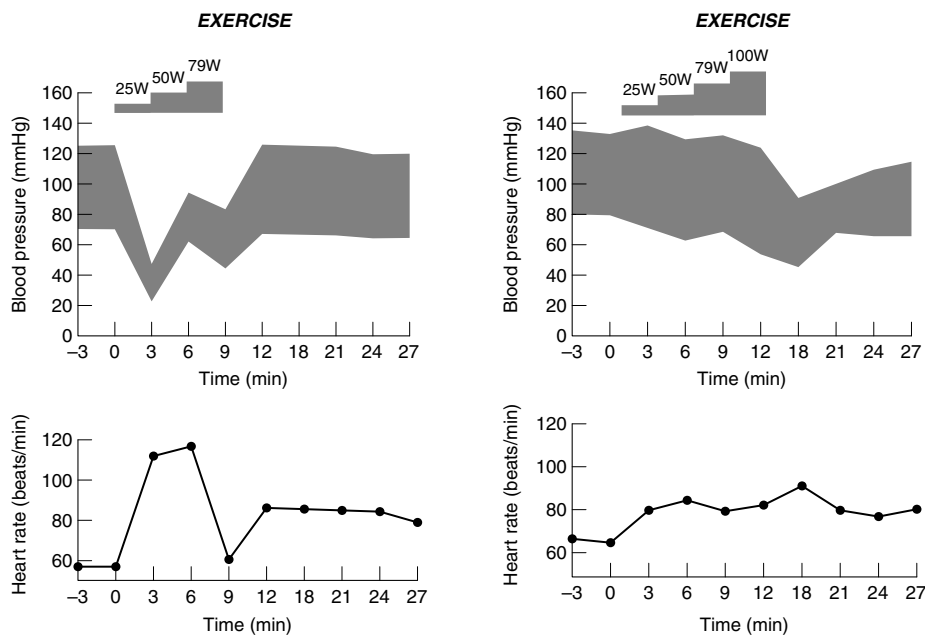 EXERCISE
25W 50W 79W
Blood pressure (mmHg)
160
140
120
100
80
60
40
20
0
–3 0 3 6 9 12 18 21 24 27
Time (min)
EXERCISE
25W 50W 79W 100W
Blood pressure (mmHg)
160
140
120
100
80
60
40
20
0
–3 0 3 6 9 12 18 21 24 27
Time (min)
Heart rate (beats/min)
120
100
80
60
–3 0 3 6 9 12 18 21 24 27
Time (min)
Heart rate (beats/min)
120
100
80
60
–3 0 3 6 9 12 18 21 24 27
Time (min)